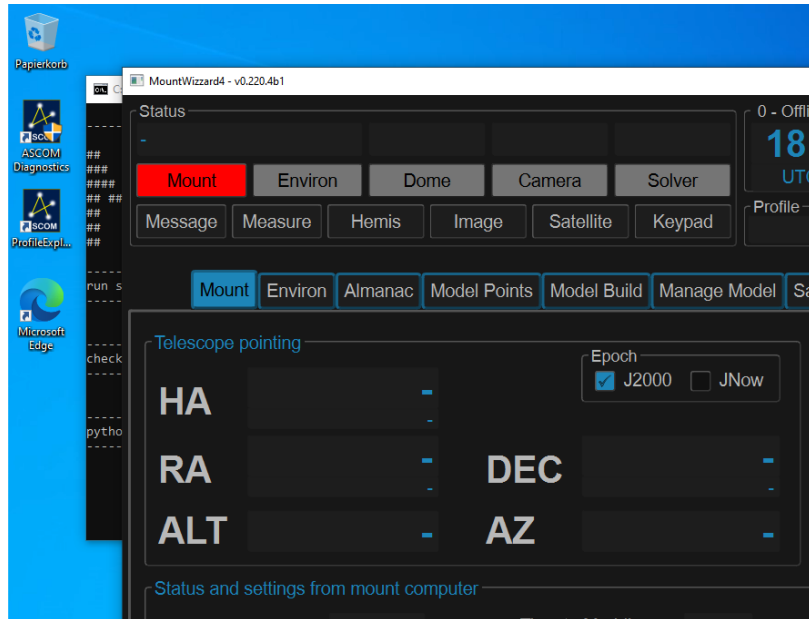 Papierkorb
MountWizzard4 - v0.220.4b1
Status
0 - Offli
-
18
Mount Environ Dome Camera Solver
UTC
ASCOM
Diagnostics
Message Measure Hemis Image Satellite Keypad
Profile
SCOM
ProfileExpl...
##
###
####
## ##
##
##
##
run s
Mount Environ Almanac Model Points Model Build Manage Model Sa
Microsoft
Edge
check
pytho
Telescope pointing
Epoch
J2000 JNow
HA -
-
RA - DEC -
- -
ALT - AZ -
Status and settings from mount computer